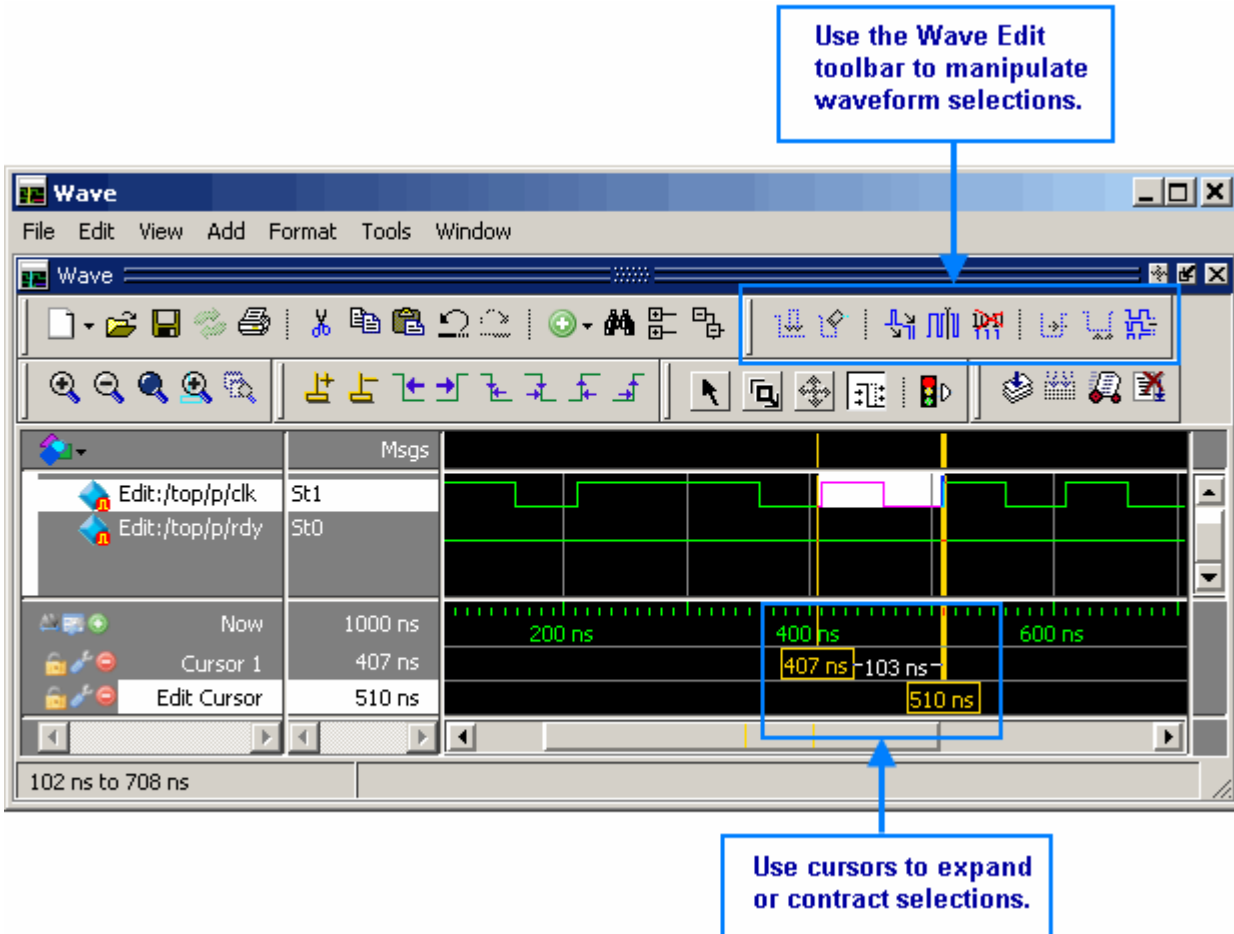 Use the Wave Edit
toolbar to manipulate
waveform selections.
Wave
File Edit View Add Format Tools Window
Wave
Msgs
Edit:/top/p/clk St1
Edit:/top/p/rdy St0
Now 1000 ns 200 ns 400 ns 600 ns
Cursor 1 407 ns 407 ns 103 ns
Edit Cursor 510 ns 510 ns
102 ns to 708 ns
Use cursors to expand
or contract selections.